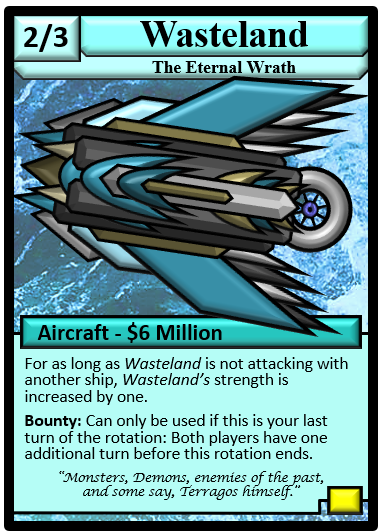 2/3
Wasteland
The Eternal Wrath
Aircraft - $6 Million
For as long as Wasteland is not attacking with
another ship, Wasteland's strength is
increased by one.
Bounty: Can only be used if this is your last
turn of the rotation: Both players have one
additional turn before this rotation ends.
"Monsters, Demons, enemies of the past,
and some say, Terragos himself."